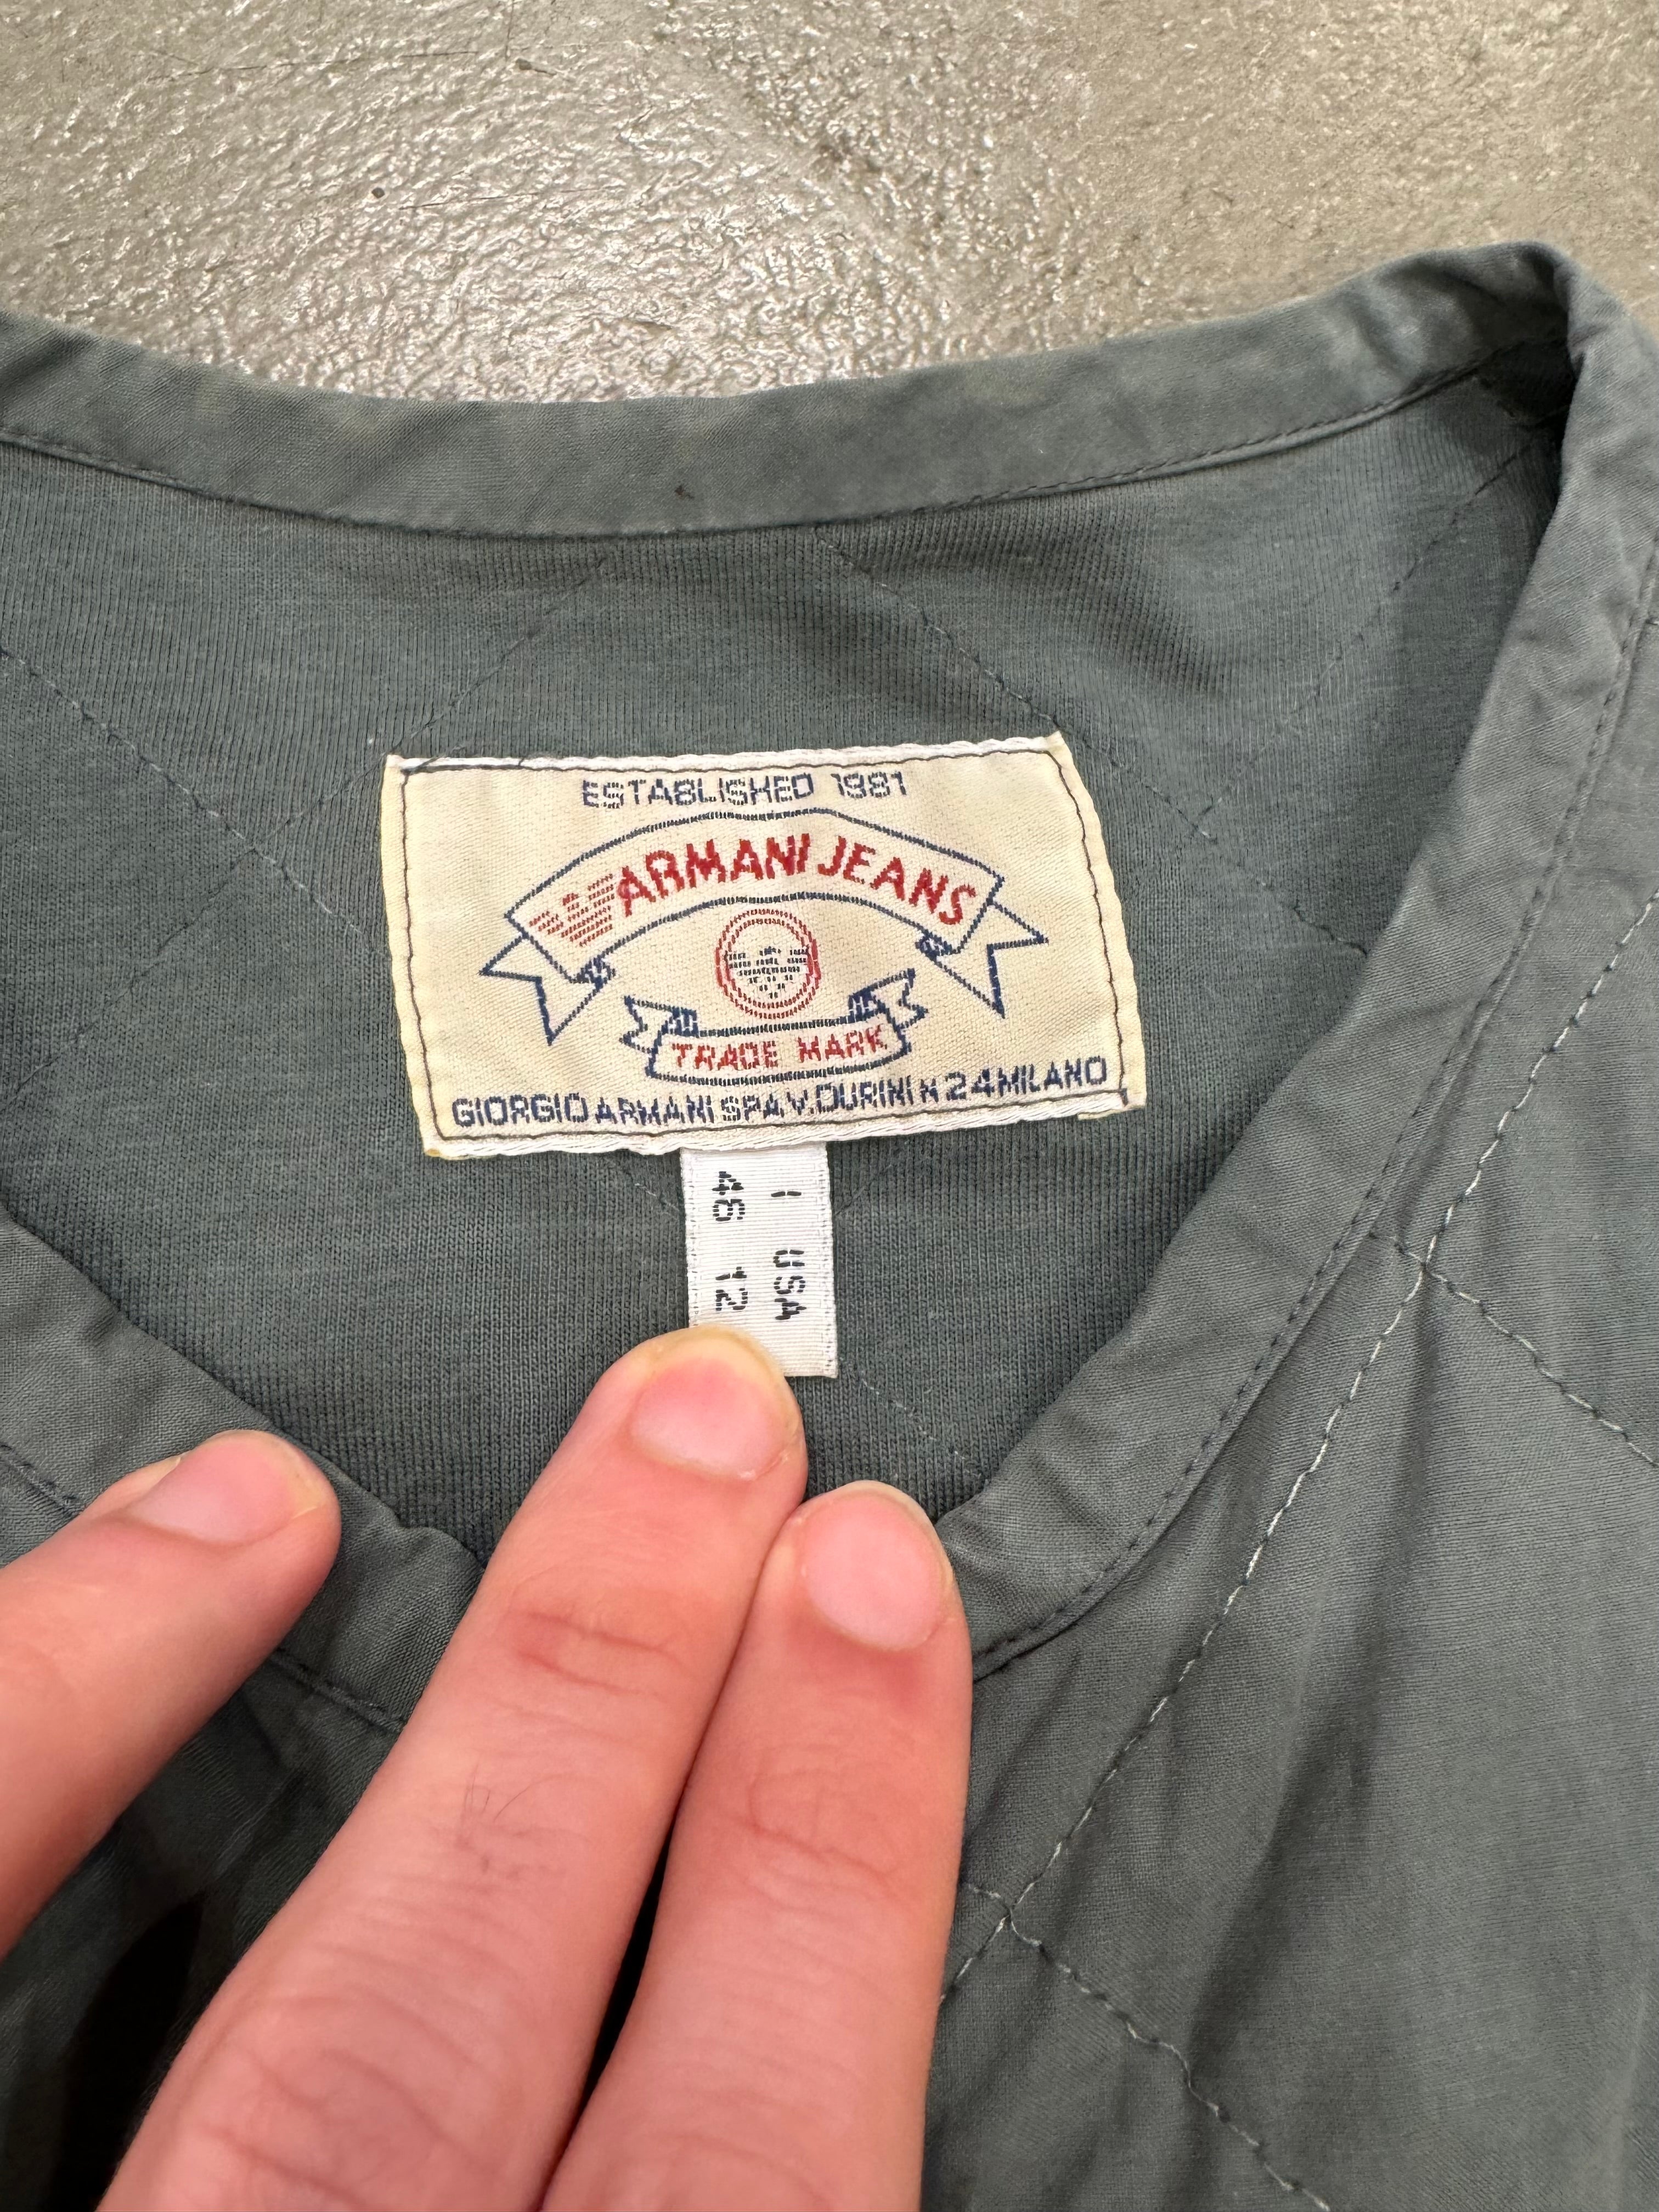 ESTABLISHED 1981
ARMANI JEANS
TRADE MARK
GIORGIO ARMANI SPA V.DURINI N 24 MILANO
I USA
46 12